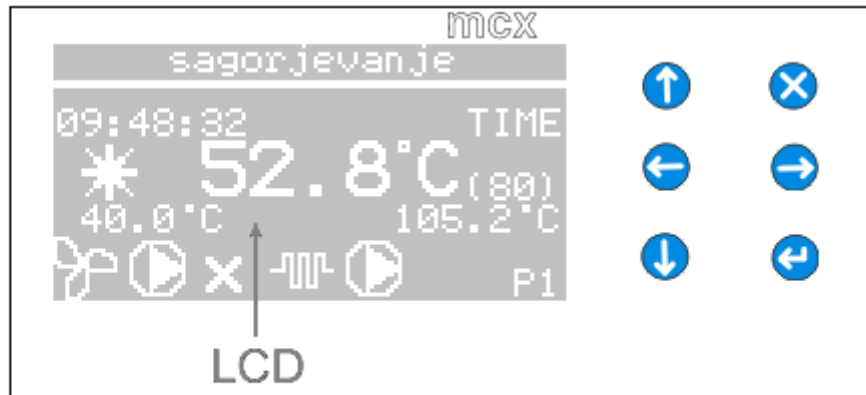 mcx
sagorjevanje
09:48:32 TIME
52.8°C (80)
40.0°C 105.2°C
P1
LCD